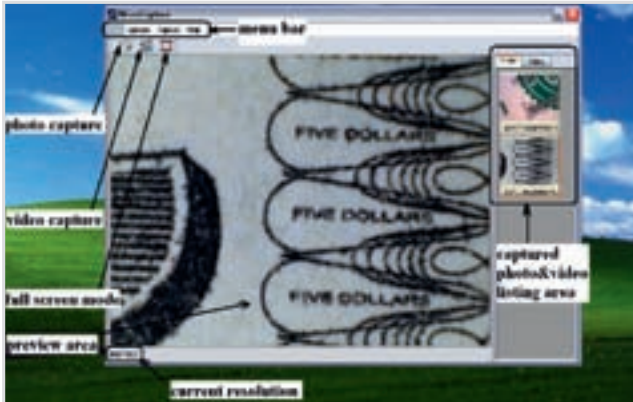 menu bar
photo capture
FIVE DOLLARS
video capture
FIVE DOLLARS
captured
photo&video
listing area
full screen modes
FIVE DOLLARS
preview area
current resolution